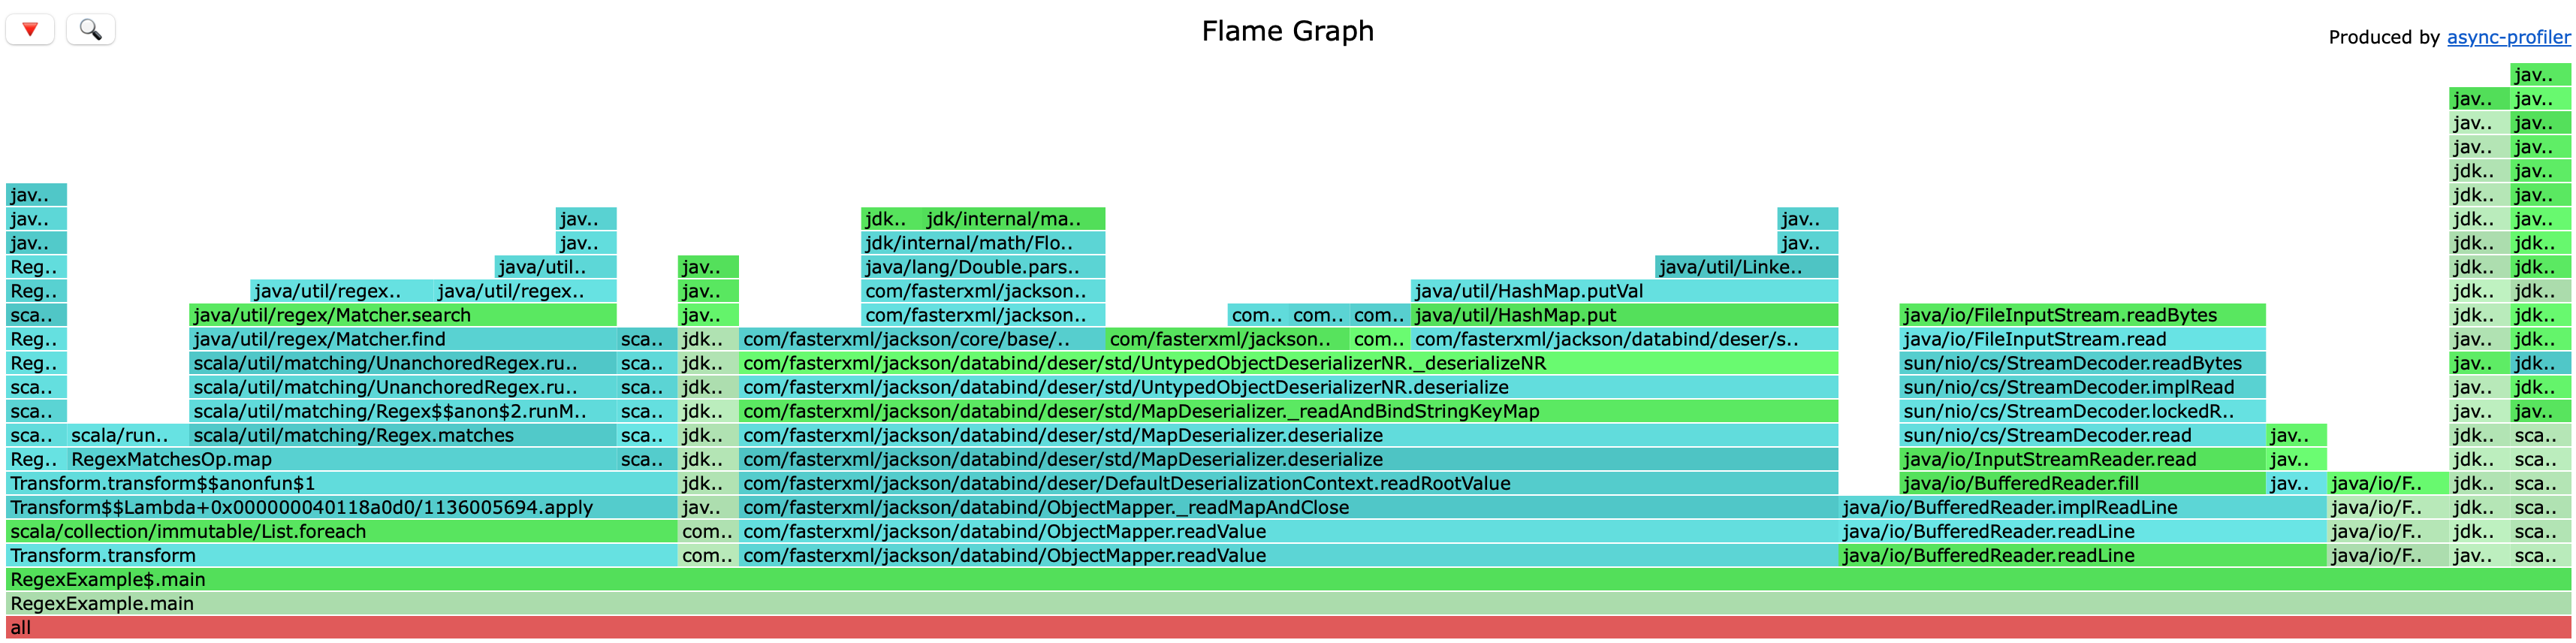 Flame Graph
Produced by async-profiler
jav..
jav.. jav..
jav.. jav..
jav.. jav..
jdk.. jav..
jav.. jdk.. jav..
jav.. jav.. jdk.. jdk/internal/ma.. jav.. jdk.. jav..
jav.. jav.. jdk/internal/math/Flo.. jav.. jdk.. jdk..
Reg.. java/util.. jav.. java/lang/Double.pars.. java/util/Linke.. jdk.. jdk..
Reg.. java/util/regex.. java/util/regex.. jav.. com/fasterxml/jackson.. java/util/HashMap.putVal jdk.. jdk..
sca.. java/util/regex/Matcher.search jav.. com/fasterxml/jackson.. com.. com.. com.. java/util/HashMap.put java/io/FileInputStream.readBytes jdk.. jdk..
Reg.. java/util/regex/Matcher.find sca.. jdk.. com/fasterxml/jackson/core/base/.. com/fasterxml/jackson.. com.. com/fasterxml/jackson/databind/deser/s.. java/io/FileInputStream.read jav.. jdk..
Reg.. scala/util/matching/UnanchoredRegex.ru.. sca.. jdk.. com/fasterxml/jackson/databind/deser/std/UntypedObjectDeserializerNR._deserializeNR sun/nio/cs/StreamDecoder.readBytes jav.. jdk..
sca.. scala/util/matching/UnanchoredRegex.ru.. sca.. jdk.. com/fasterxml/jackson/databind/deser/std/UntypedObjectDeserializerNR.deserialize sun/nio/cs/StreamDecoder.implRead jav.. jdk..
sca.. scala/util/matching/Regex$$anon$2.runM.. sca.. jdk.. com/fasterxml/jackson/databind/deser/std/MapDeserializer._readAndBindStringKeyMap sun/nio/cs/StreamDecoder.lockedR.. jav.. jav..
sca.. scala/run.. scala/util/matching/Regex.matches sca.. jdk.. com/fasterxml/jackson/databind/deser/std/MapDeserializer.deserialize sun/nio/cs/StreamDecoder.read jav.. jdk.. sca..
Reg.. RegexMatchesOp.map sca.. jdk.. com/fasterxml/jackson/databind/deser/std/MapDeserializer.deserialize java/io/InputStreamReader.read jav.. jdk.. sca..
Transform.transform$$anonfun$1 jdk.. com/fasterxml/jackson/databind/deser/DefaultDeserializationContext.readRootValue java/io/BufferedReader.fill jav.. java/io/F.. jdk.. sca..
Transform$$Lambda+0x000000040118a0d0/1136005694.apply jav.. com/fasterxml/jackson/databind/ObjectMapper._readMapAndClose java/io/BufferedReader.implReadLine java/io/F.. jdk.. sca..
scala/collection/immutable/List.foreach com.. com/fasterxml/jackson/databind/ObjectMapper.readValue java/io/BufferedReader.readLine java/io/F.. jdk.. sca..
Transform.transform com.. com/fasterxml/jackson/databind/ObjectMapper.readValue java/io/BufferedReader.readLine java/io/F.. jav.. sca..
RegexExample$.main
RegexExample.main
all